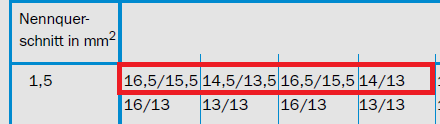 Nennquer-
schnitt in mm²
1,5 16,5/15,5 14,5/13,5 16,5/15,5 14/13
16/13 13/13 16/13 13/13